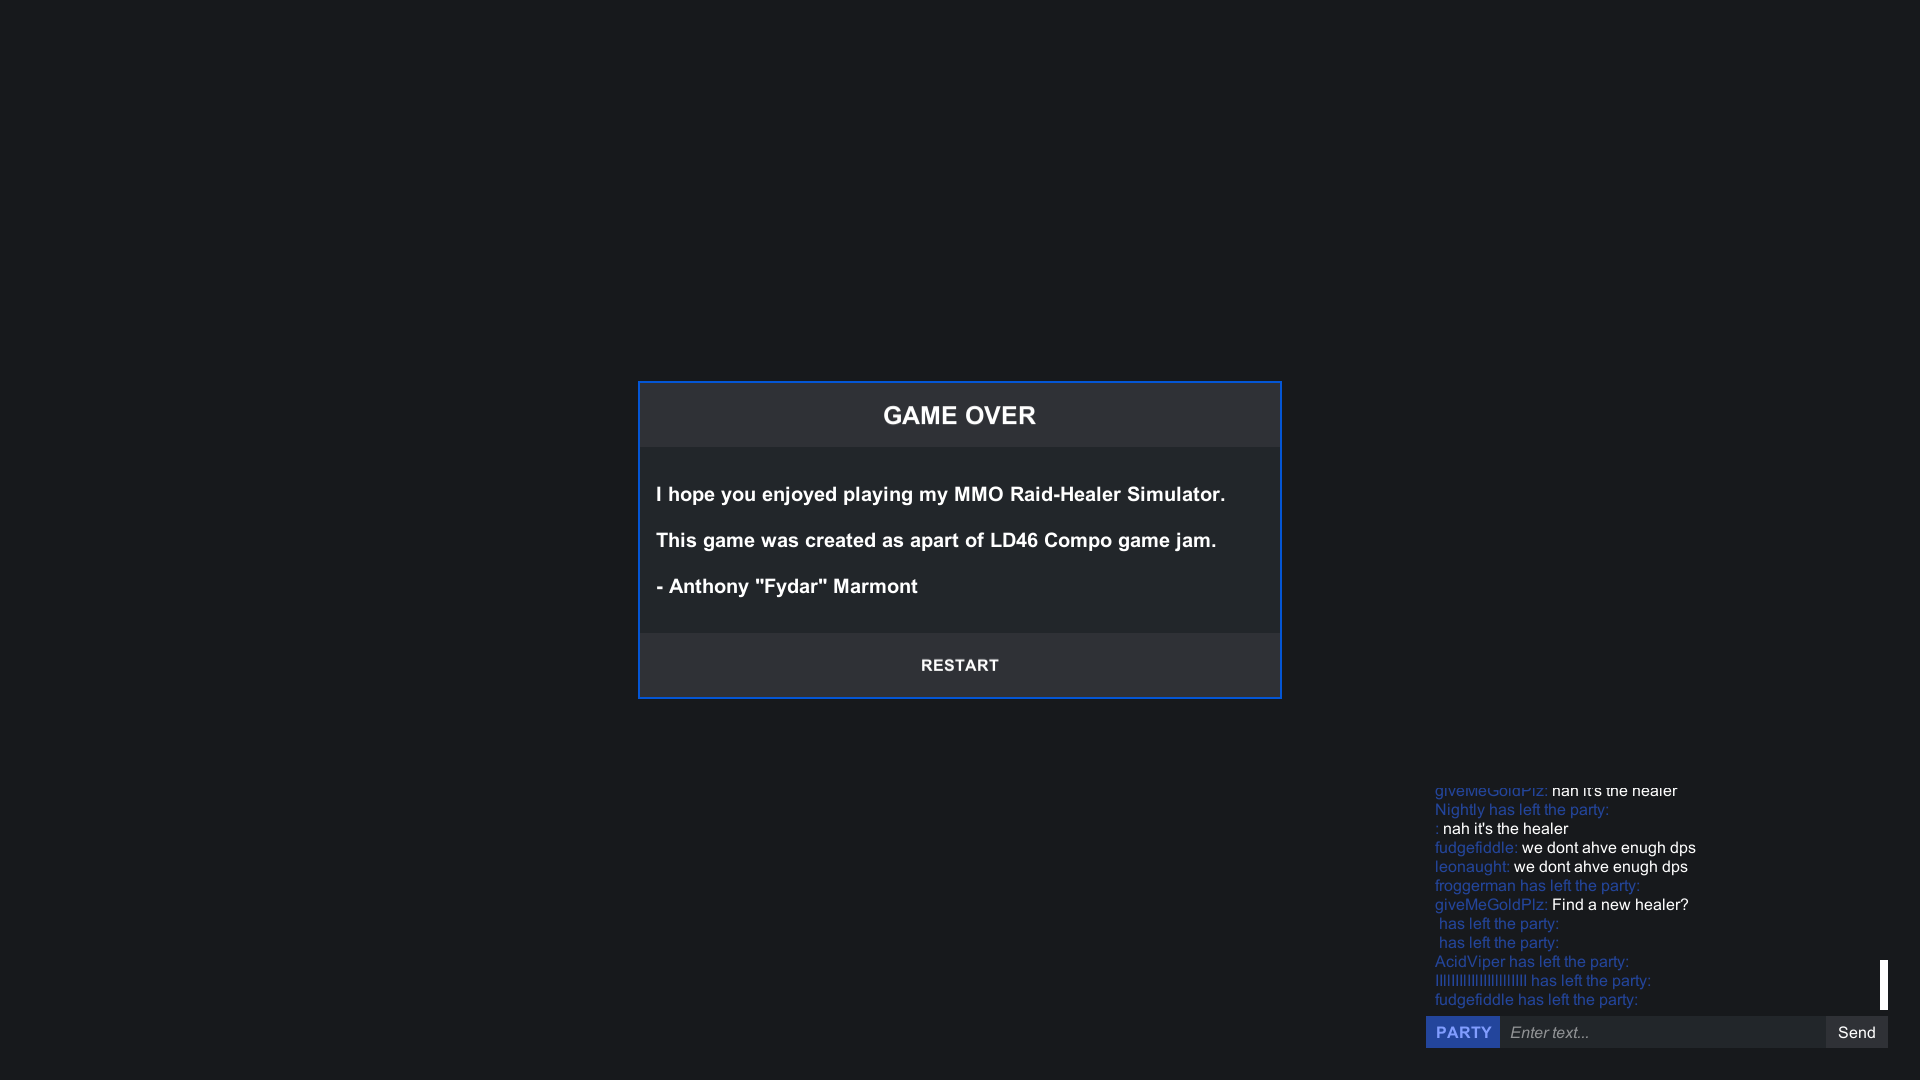 GAME OVER
I hope you enjoyed playing my MMO Raid-Healer Simulator.
This game was created as apart of LD46 Compo game jam.
- Anthony "Fydar" Marmont
RESTART
giveMeGoldPlz: nah it's the healer
Nightly has left the party:
: nah it's the healer
fudgefiddle: we dont ahve enugh dps
leonaught: we dont ahve enugh dps
froggerman has left the party:
giveMeGoldPlz: Find a new healer?
has left the party:
has left the party:
AcidViper has left the party:
has left the party:
fudgefiddle has left the party:
PARTY Enter text... Send